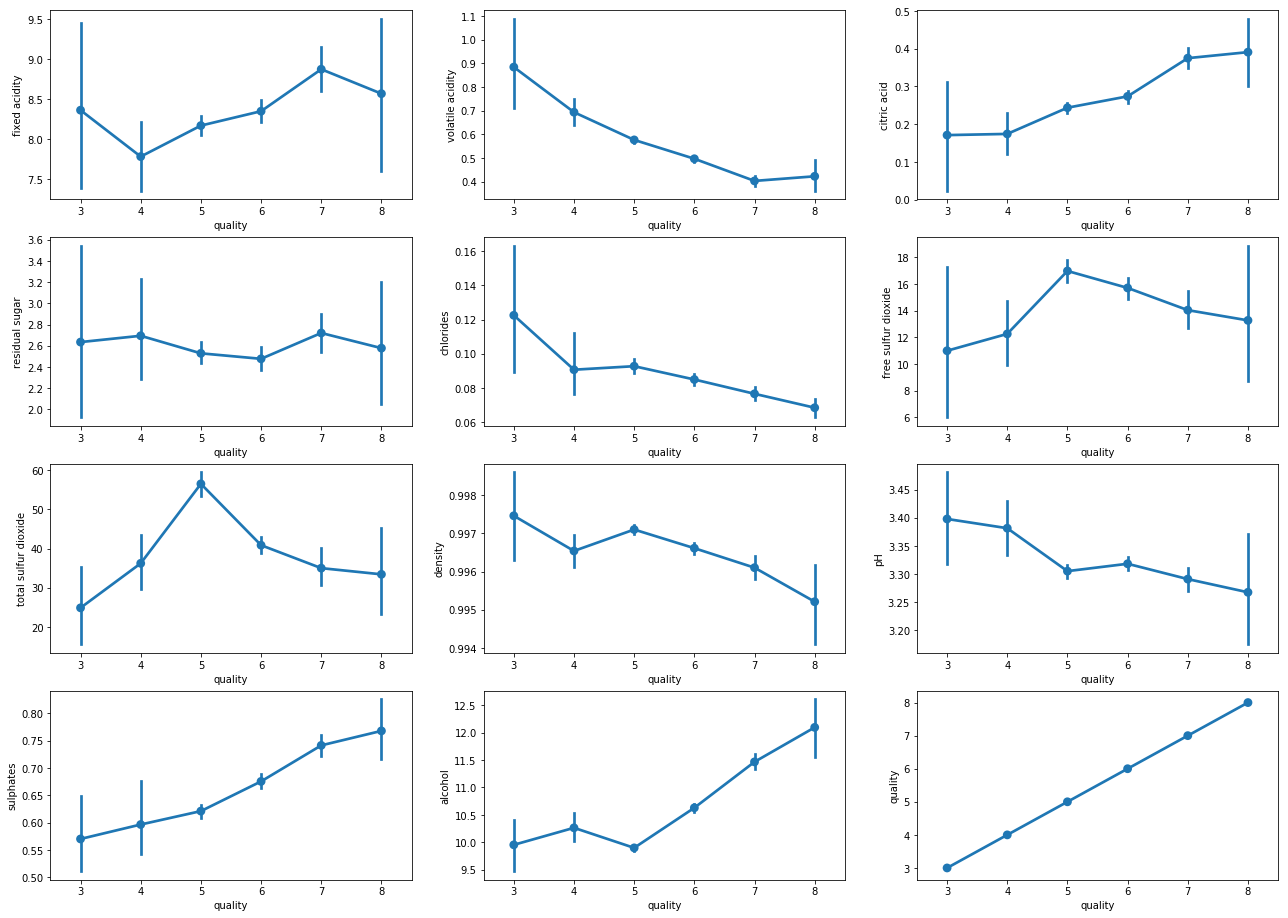 fixed acidity
9.5
9.0
8.5
8.0
7.5
3 4 5 6 7 8
quality
volatile acidity
1.1
1.0
0.9
0.8
0.7
0.6
0.5
0.4
3 4 5 6 7 8
quality
citric acid
0.5
0.4
0.3
0.2
0.1
0.0
3 4 5 6 7 8
quality
residual sugar
3.6
3.4
3.2
3.0
2.8
2.6
2.4
2.2
2.0
3 4 5 6 7 8
quality
chlorides
0.16
0.14
0.12
0.10
0.08
0.06
3 4 5 6 7 8
quality
free sulfur dioxide
18
16
14
12
10
8
6
3 4 5 6 7 8
quality
total sulfur dioxide
60
50
40
30
20
3 4 5 6 7 8
quality
density
0.998
0.997
0.996
0.995
0.994
3 4 5 6 7 8
quality
pH
3.45
3.40
3.35
3.30
3.25
3.20
3 4 5 6 7 8
quality
sulphates
0.80
0.75
0.70
0.65
0.60
0.55
0.50
3 4 5 6 7 8
quality
alcohol
12.5
12.0
11.5
11.0
10.5
10.0
9.5
3 4 5 6 7 8
quality
quality
8
7
6
5
4
3
3 4 5 6 7 8
quality